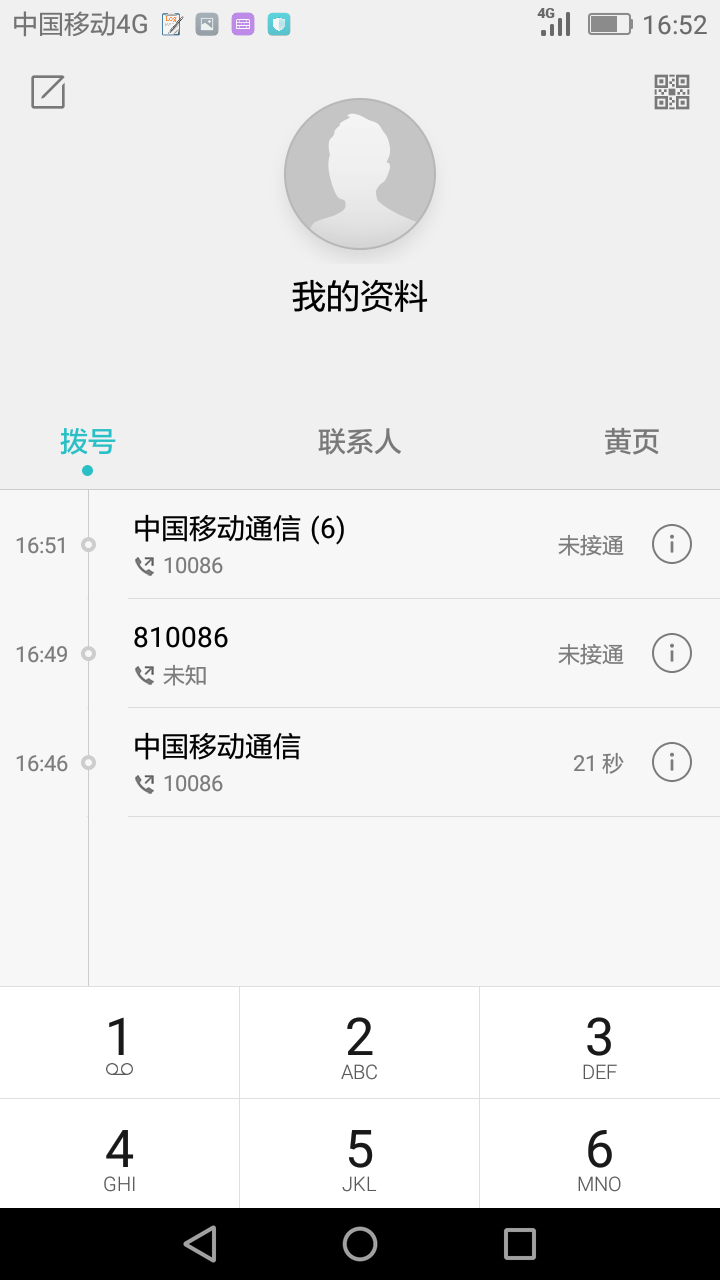 中国移动4G 4G 16:52
我的资料
拨号 联系人 黄页
中国移动通信 (6)
16:51 未接通
10086
810086
16:49 未接通
未知
中国移动通信
16:46 21 秒
10086
1 2 3
ABC DEF
4 5 6
GHI JKL MNO